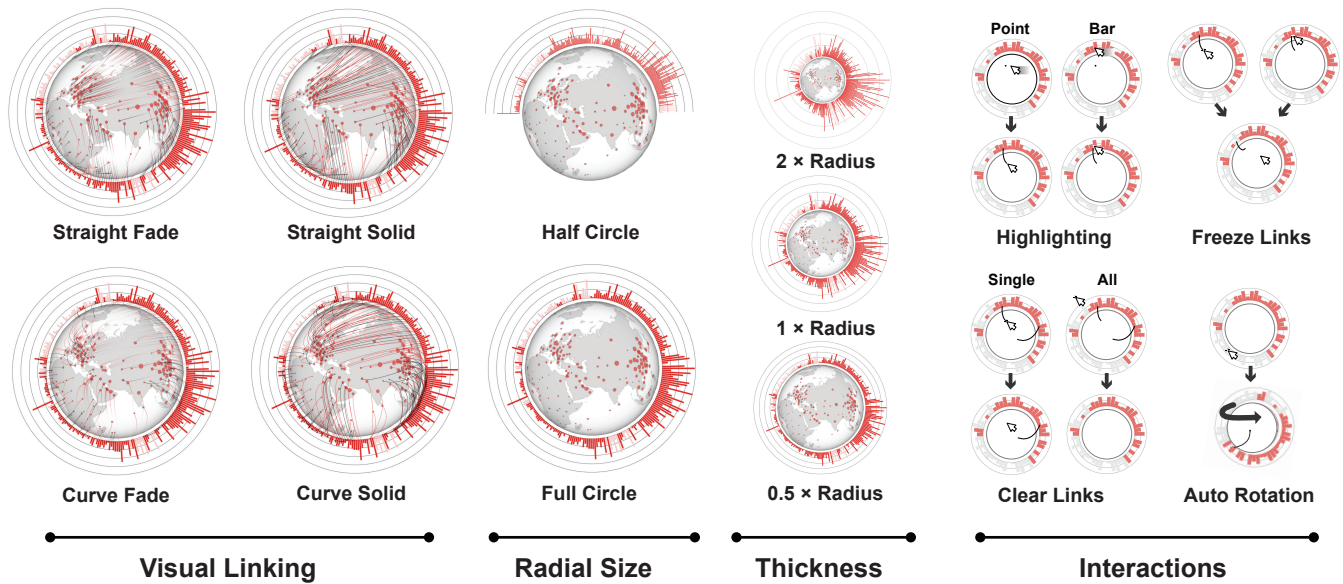 Straight Fade
Straight Solid
Half Circle
Curve Fade
Curve Solid
Full Circle
2 × Radius
1 × Radius
0.5 × Radius
Point
Bar
Highlighting
Freeze Links
Single
All
Clear Links
Auto Rotation
Visual Linking
Radial Size
Thickness
Interactions